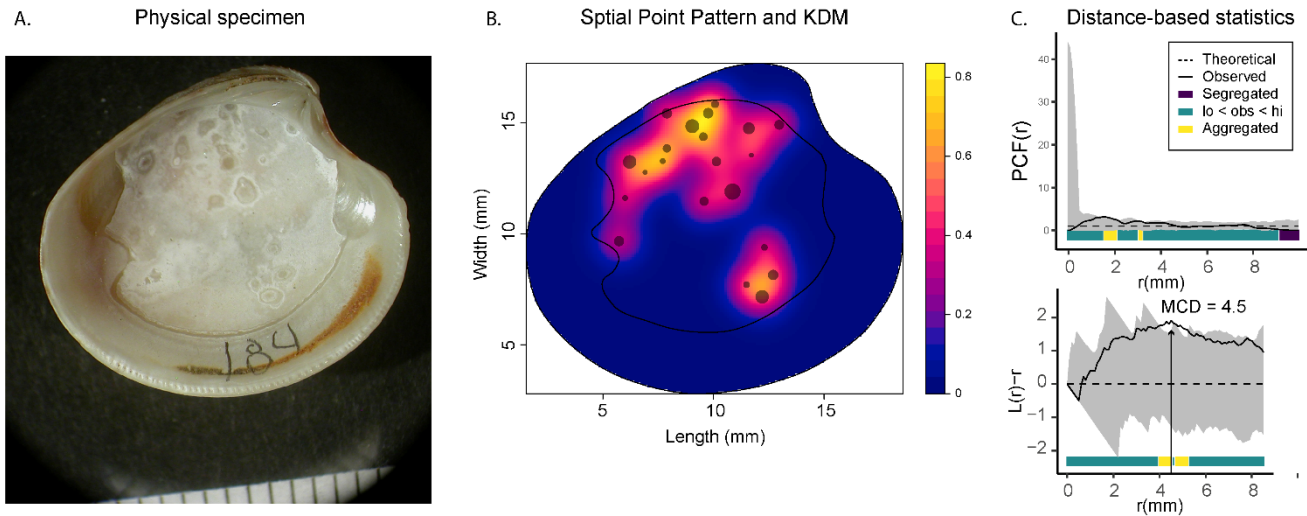 A. Physical specimen
184
B. Sptial Point Pattern and KDM
Width (mm)
15
10
5
5 10 15
Length (mm)
0.8
0.6
0.4
0.2
0
C. Distance-based statistics
Theoretical
Observed
Segregated
lo < obs < hi
Aggregated
PCF(r)
40
30
20
10
0
0 2 4 6 8
r(mm)
MCD = 4.5
L(r)-r
2
1
0
-1
-2
0 2 4 6 8
r(mm)